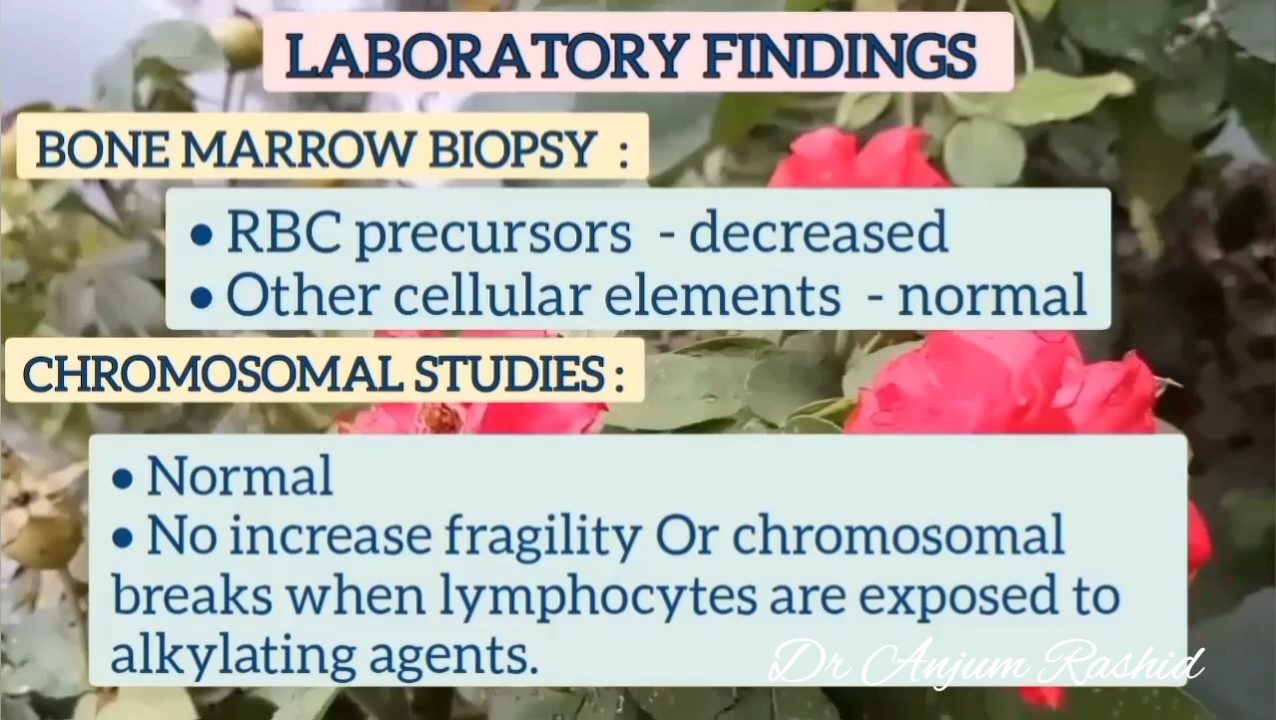 LABORATORY FINDINGS
BONE MARROW BIOPSY :
• RBC precursors - decreased
• Other cellular elements - normal
CHROMOSOMAL STUDIES :
• Normal
• No increase fragility Or chromosomal
breaks when lymphocytes are exposed to
alkylating agents.
Dr Anjum Rashid